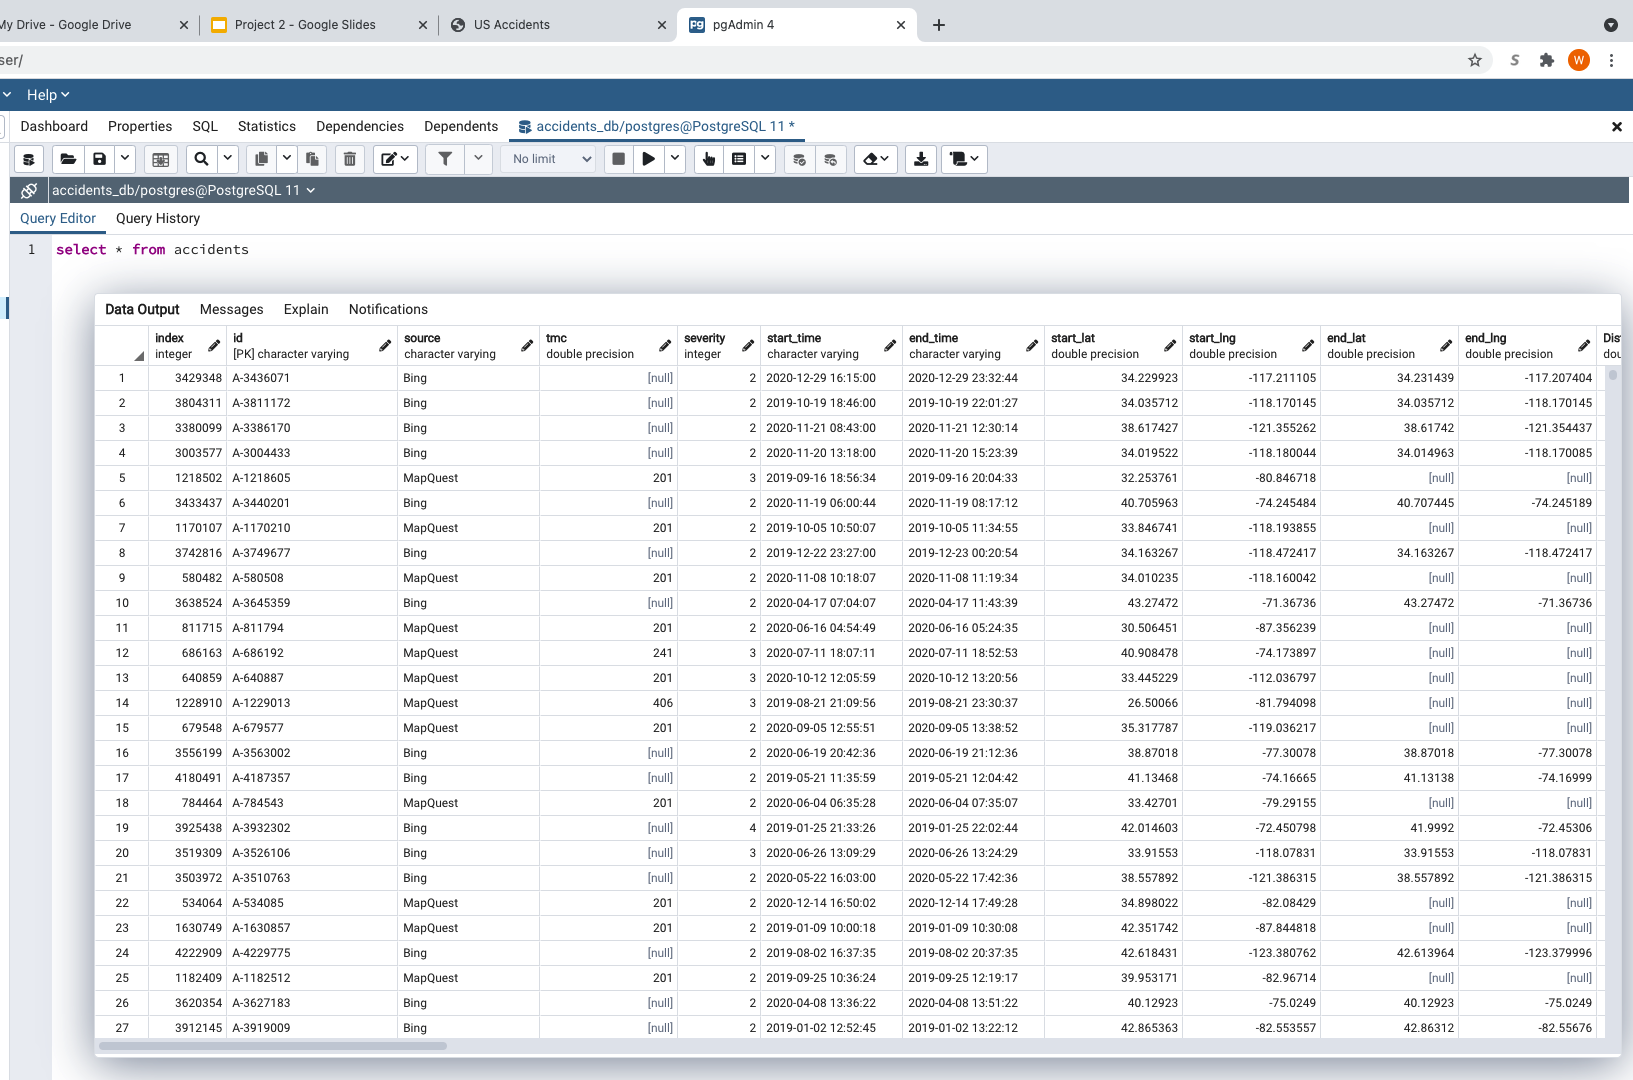 My Drive - Google Drive Project 2 - Google Slides US Accidents pgAdmin 4
ser/ W
Help
Dashboard Properties SQL Statistics Dependencies Dependents accidents_db/postgres@PostgreSQL 11 *
No limit
accidents_db/postgres@PostgreSQL 11
Query Editor Query History
1 select * from accidents
Data Output Messages Explain Notifications
index id source tmc severity start_time end_time start_lat start_lng end_lat end_lng Dis
integer [PK] character varying character varying double precision integer character varying character varying double precision double precision double precision double precision dou
1 3429348 A-3436071 Bing [null] 2 2020-12-29 16:15:00 2020-12-29 23:32:44 34.229923 -117.211105 34.231439 -117.207404
2 3804311 A-3811172 Bing [null] 2 2019-10-19 18:46:00 2019-10-19 22:01:27 34.035712 -118.170145 34.035712 -118.170145
3 3380099 A-3386170 Bing [null] 2 2020-11-21 08:43:00 2020-11-21 12:30:14 38.617427 -121.355262 38.61742 -121.354437
4 3003577 A-3004433 Bing [null] 2 2020-11-20 13:18:00 2020-11-20 15:23:39 34.019522 -118.180044 34.014963 -118.170085
5 1218502 A-1218605 MapQuest 201 3 2019-09-16 18:56:34 2019-09-16 20:04:33 32.253761 -80.846718 [null] [null]
6 3433437 A-3440201 Bing [null] 2 2020-11-19 06:00:44 2020-11-19 08:17:12 40.705963 -74.245484 40.707445 -74.245189
7 1170107 A-1170210 MapQuest 201 2 2019-10-05 10:50:07 2019-10-05 11:34:55 33.846741 -118.193855 [null] [null]
8 3742816 A-3749677 Bing [null] 2 2019-12-22 23:27:00 2019-12-23 00:20:54 34.163267 -118.472417 34.163267 -118.472417
9 580482 A-580508 MapQuest 201 2 2020-11-08 10:18:07 2020-11-08 11:19:34 34.010235 -118.160042 [null] [null]
10 3638524 A-3645359 Bing [null] 2 2020-04-17 07:04:07 2020-04-17 11:43:39 43.27472 -71.36736 43.27472 -71.36736
11 811715 A-811794 MapQuest 201 2 2020-06-16 04:54:49 2020-06-16 05:24:35 30.506451 -87.356239 [null] [null]
12 686163 A-686192 MapQuest 241 3 2020-07-11 18:07:11 2020-07-11 18:52:53 40.908478 -74.173897 [null] [null]
13 640859 A-640887 MapQuest 201 3 2020-10-12 12:05:59 2020-10-12 13:20:56 33.445229 -112.036797 [null] [null]
14 1228910 A-1229013 MapQuest 406 3 2019-08-21 21:09:56 2019-08-21 23:30:37 26.50066 -81.794098 [null] [null]
15 679548 A-679577 MapQuest 201 2 2020-09-05 12:55:51 2020-09-05 13:38:52 35.317787 -119.036217 [null] [null]
16 3556199 A-3563002 Bing [null] 2 2020-06-19 20:42:36 2020-06-19 21:12:36 38.87018 -77.30078 38.87018 -77.30078
17 4180491 A-4187357 Bing [null] 2 2019-05-21 11:35:59 2019-05-21 12:04:42 41.13468 -74.16665 41.13138 -74.16999
18 784464 A-784543 MapQuest 201 2 2020-06-04 06:35:28 2020-06-04 07:35:07 33.42701 -79.29155 [null] [null]
19 3925438 A-3932302 Bing [null] 4 2019-01-25 21:33:26 2019-01-25 22:02:44 42.014603 -72.450798 41.9992 -72.45306
20 3519309 A-3526106 Bing [null] 3 2020-06-26 13:09:29 2020-06-26 13:24:29 33.91553 -118.07831 33.91553 -118.07831
21 3503972 A-3510763 Bing [null] 2 2020-05-22 16:03:00 2020-05-22 17:42:36 38.557892 -121.386315 38.557892 -121.386315
22 534064 A-534085 MapQuest 201 2 2020-12-14 16:50:02 2020-12-14 17:49:28 34.898022 -82.08429 [null] [null]
23 1630749 A-1630857 MapQuest 201 2 2019-01-09 10:00:18 2019-01-09 10:30:08 42.351742 -87.844818 [null] [null]
24 4222909 A-4229775 Bing [null] 2 2019-08-02 16:37:35 2019-08-02 20:37:35 42.618431 -123.380762 42.613964 -123.379996
25 1182409 A-1182512 MapQuest 201 2 2019-09-25 10:36:24 2019-09-25 12:19:17 39.953171 -82.96714 [null] [null]
26 3620354 A-3627183 Bing [null] 2 2020-04-08 13:36:22 2020-04-08 13:51:22 40.12923 -75.0249 40.12923 -75.0249
27 3912145 A-3919009 Bing [null] 2 2019-01-02 12:52:45 2019-01-02 13:22:12 42.865363 -82.553557 42.86312 -82.55676